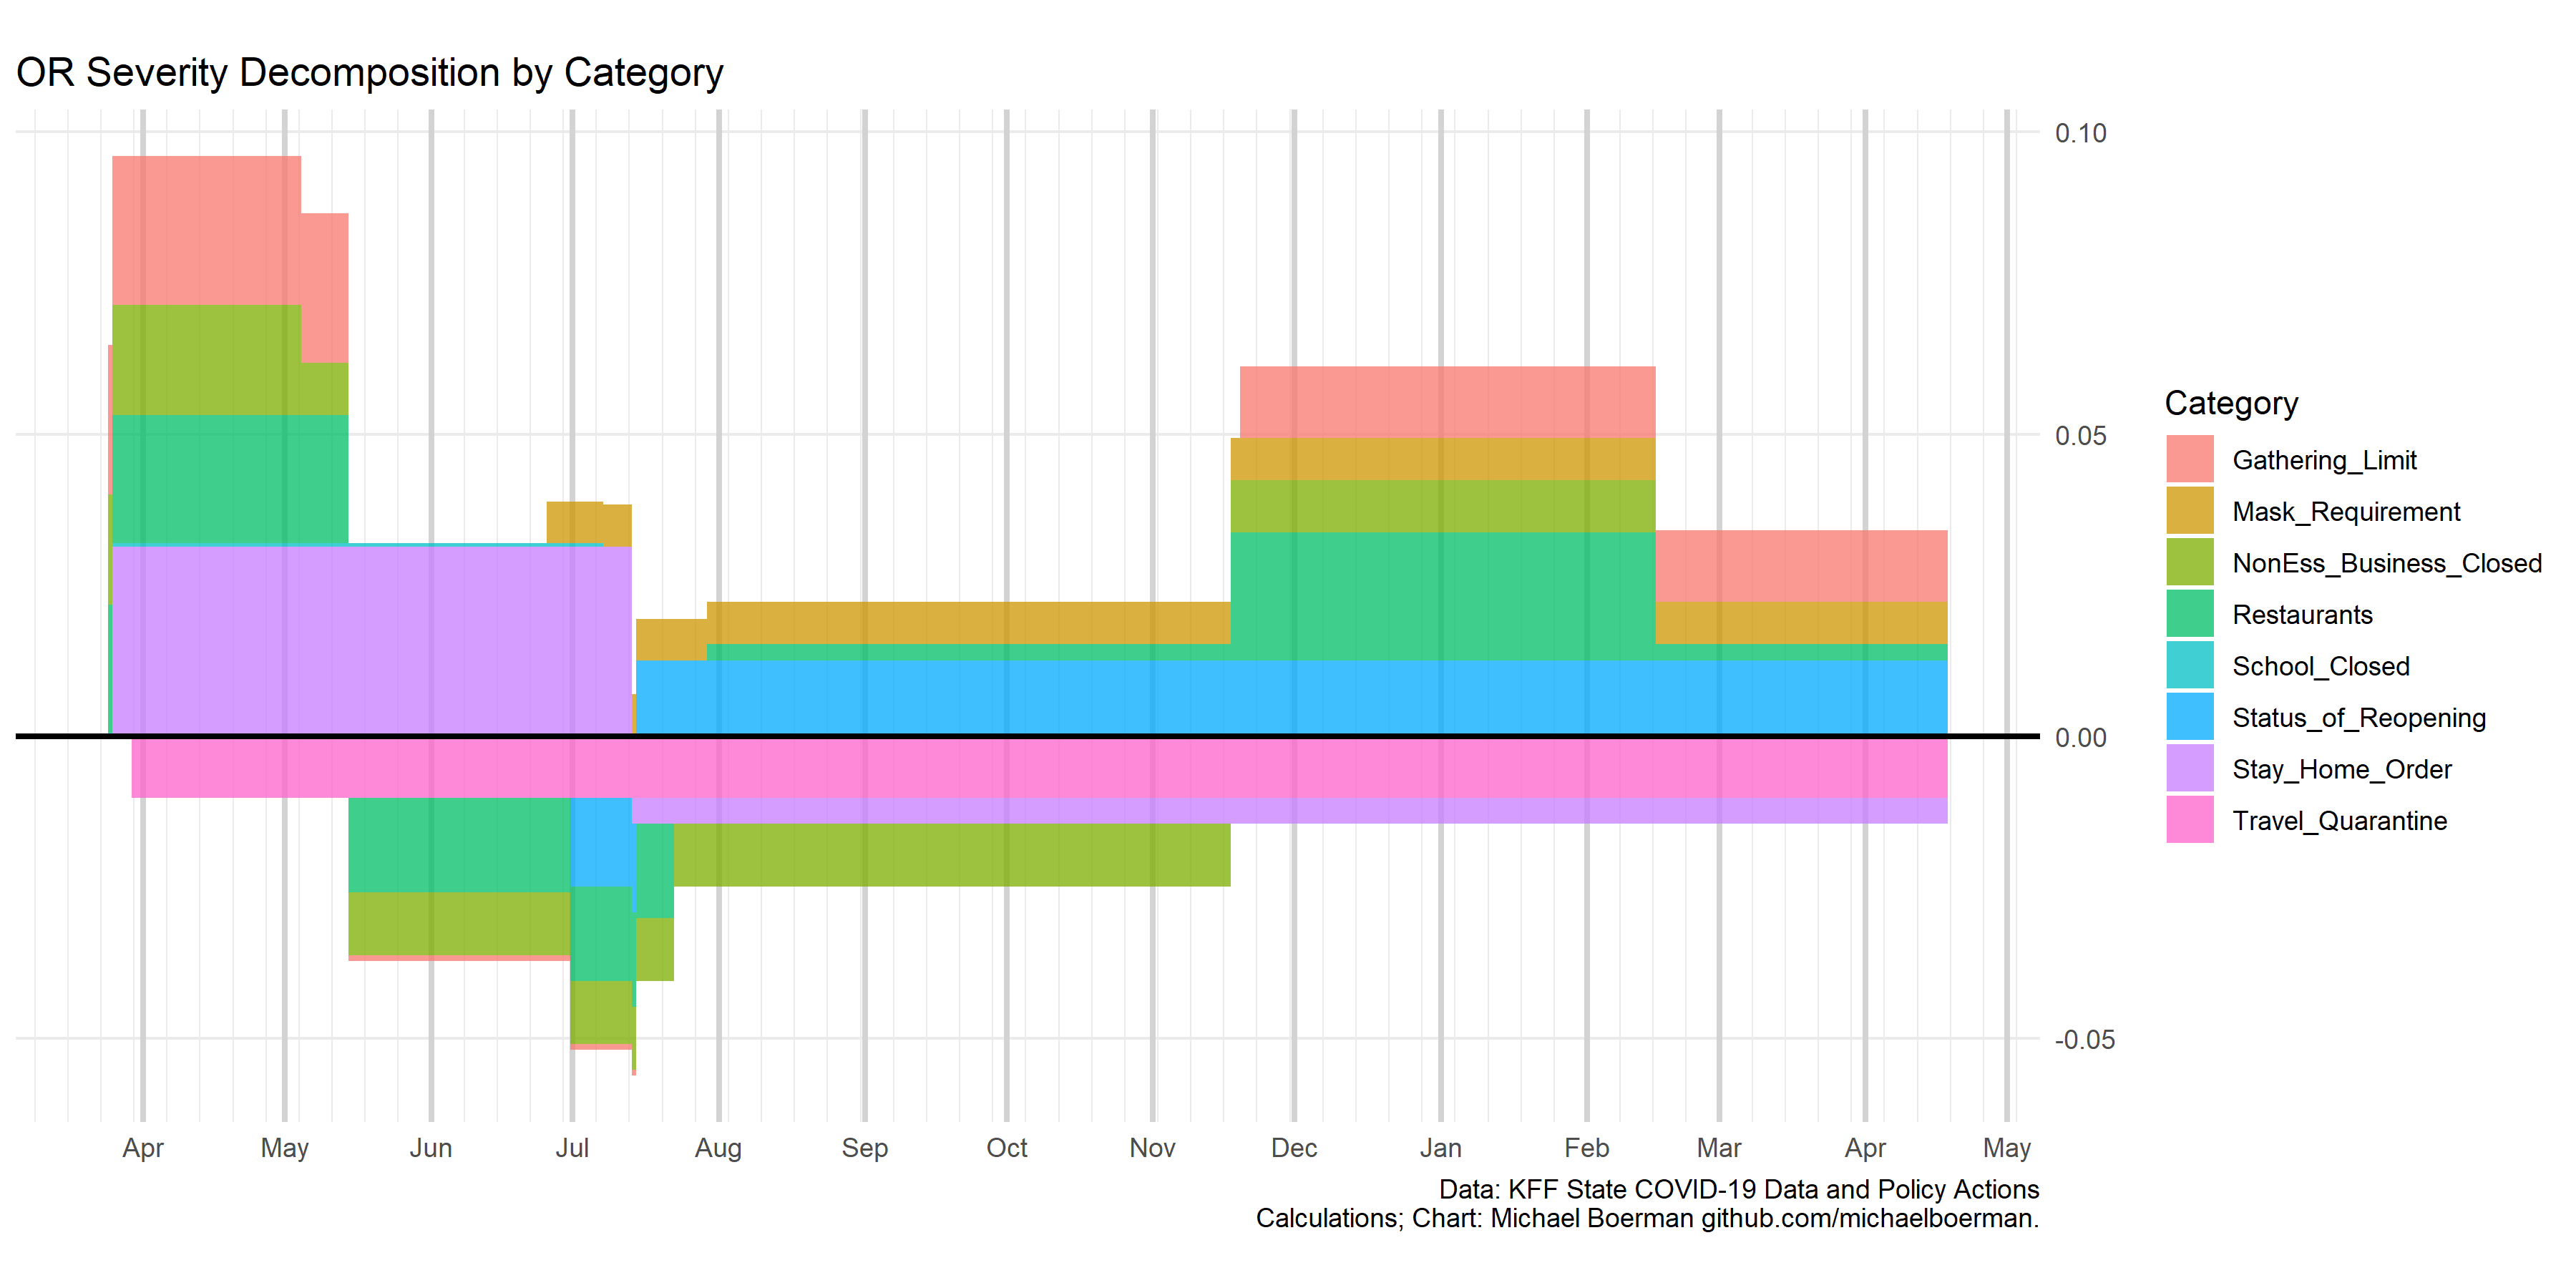 OR Severity Decomposition by Category
0.10
0.05
0.00
-0.05
Apr May Jun Jul Aug Sep Oct Nov Dec Jan Feb Mar Apr May
Data: KFF State COVID-19 Data and Policy Actions
Calculations; Chart: Michael Boerman github.com/michaelboerman.
Category
Gathering_Limit
Mask_Requirement
NonEss_Business_Closed
Restaurants
School_Closed
Status_of_Reopening
Stay_Home_Order
Travel_Quarantine